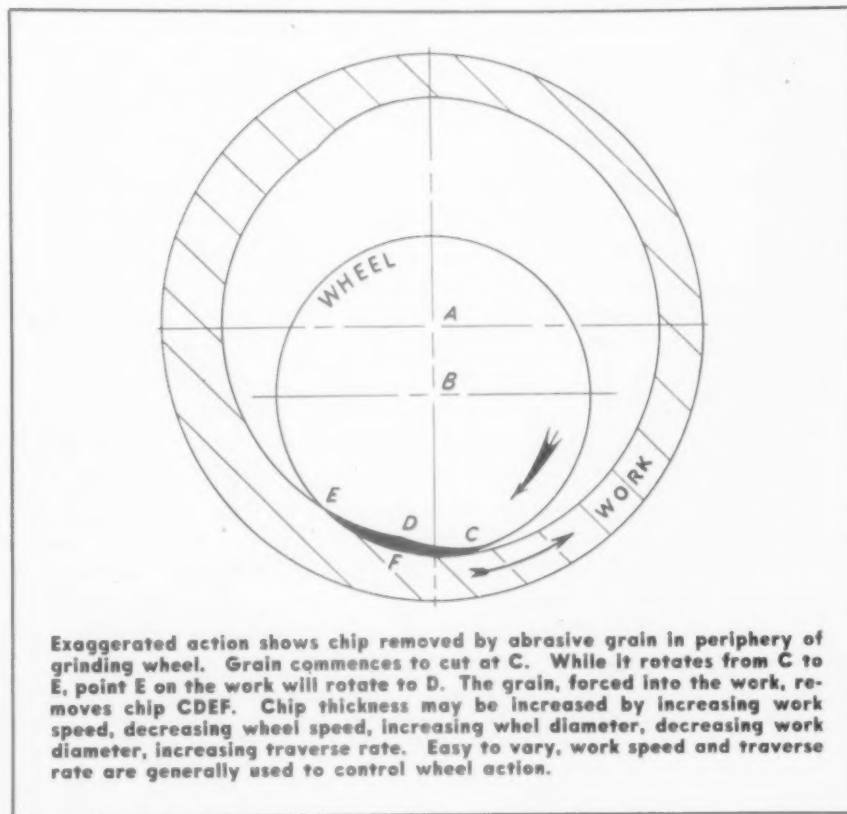 WHEEL
A
B
E
D
C
F
WORK
Exaggerated action shows chip removed by abrasive grain in periphery of
grinding wheel. Grain commences to cut at C. While it rotates from C to
E, point E on the work will rotate to D. The grain, forced into the work, re-
moves chip CDEF. Chip thickness may be increased by increasing work
speed, decreasing wheel speed, increasing whel diameter, decreasing work
diameter, increasing traverse rate. Easy to vary, work speed and traverse
rate are generally used to control wheel action.